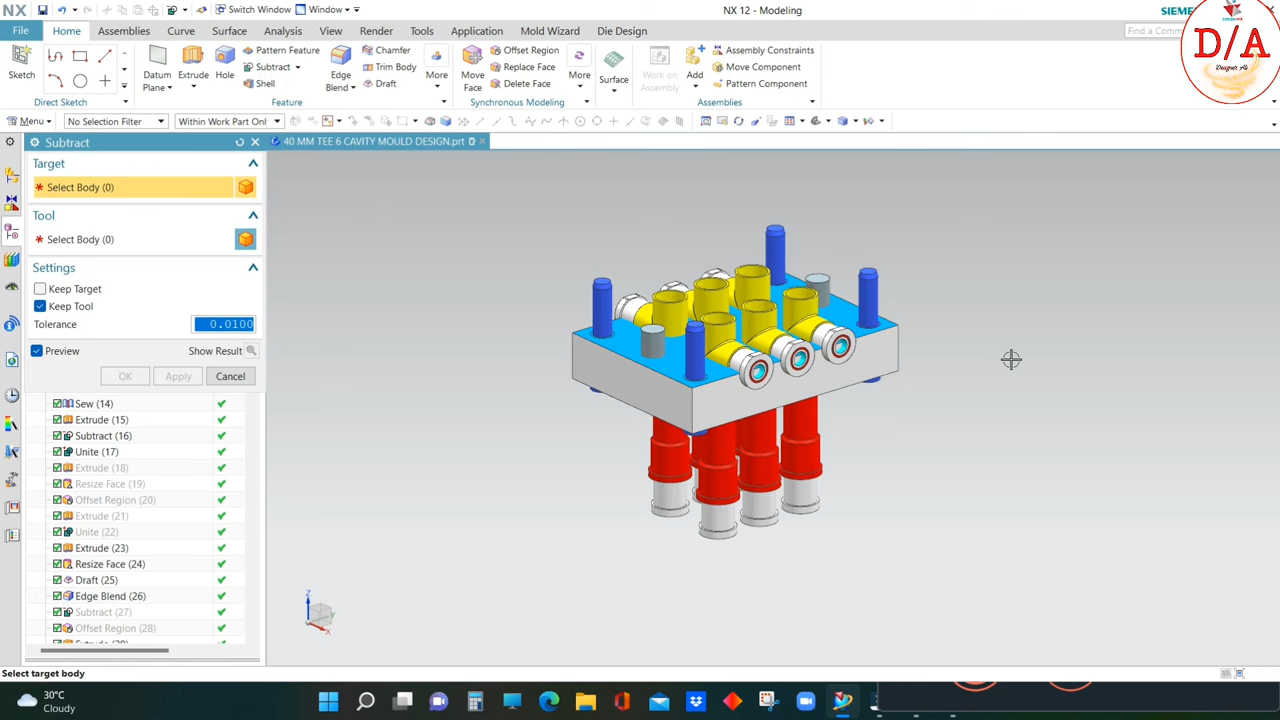 NX
Switch Window
Window
NX 12 - Modeling
SIEME
File
Home
Assemblies
Curve
Surface
Analysis
View
Render
Tools
Application
Mold Wizard
Die Design
Find a Comm
D/A
Designer Ali
Sketch
Direct Sketch
Datum Plane
Extrude
Hole
Pattern Feature
Subtract
Shell
Edge Blend
Chamfer
Trim Body
Draft
More
Feature
Move Face
Offset Region
Replace Face
Delete Face
More
Synchronous Modeling
Surface
Work on Assembly
Add
Assembly Constraints
Move Component
Pattern Component
Assemblies
Menu
No Selection Filter
Within Work Part Onl
Subtract
40 MM TEE 6 CAVITY MOULD DESIGN.prt
Target
Select Body (0)
Tool
Select Body (0)
Settings
Keep Target
Keep Tool
Tolerance
0.0100
Preview
Show Result
OK
Apply
Cancel
Sew (14)
Extrude (15)
Subtract (16)
Unite (17)
Extrude (18)
Resize Face (19)
Offset Region (20)
Extrude (21)
Unite (22)
Extrude (23)
Resize Face (24)
Draft (25)
Edge Blend (26)
Subtract (27)
Offset Region (28)
Z
X
Select target body
30°C
Cloudy